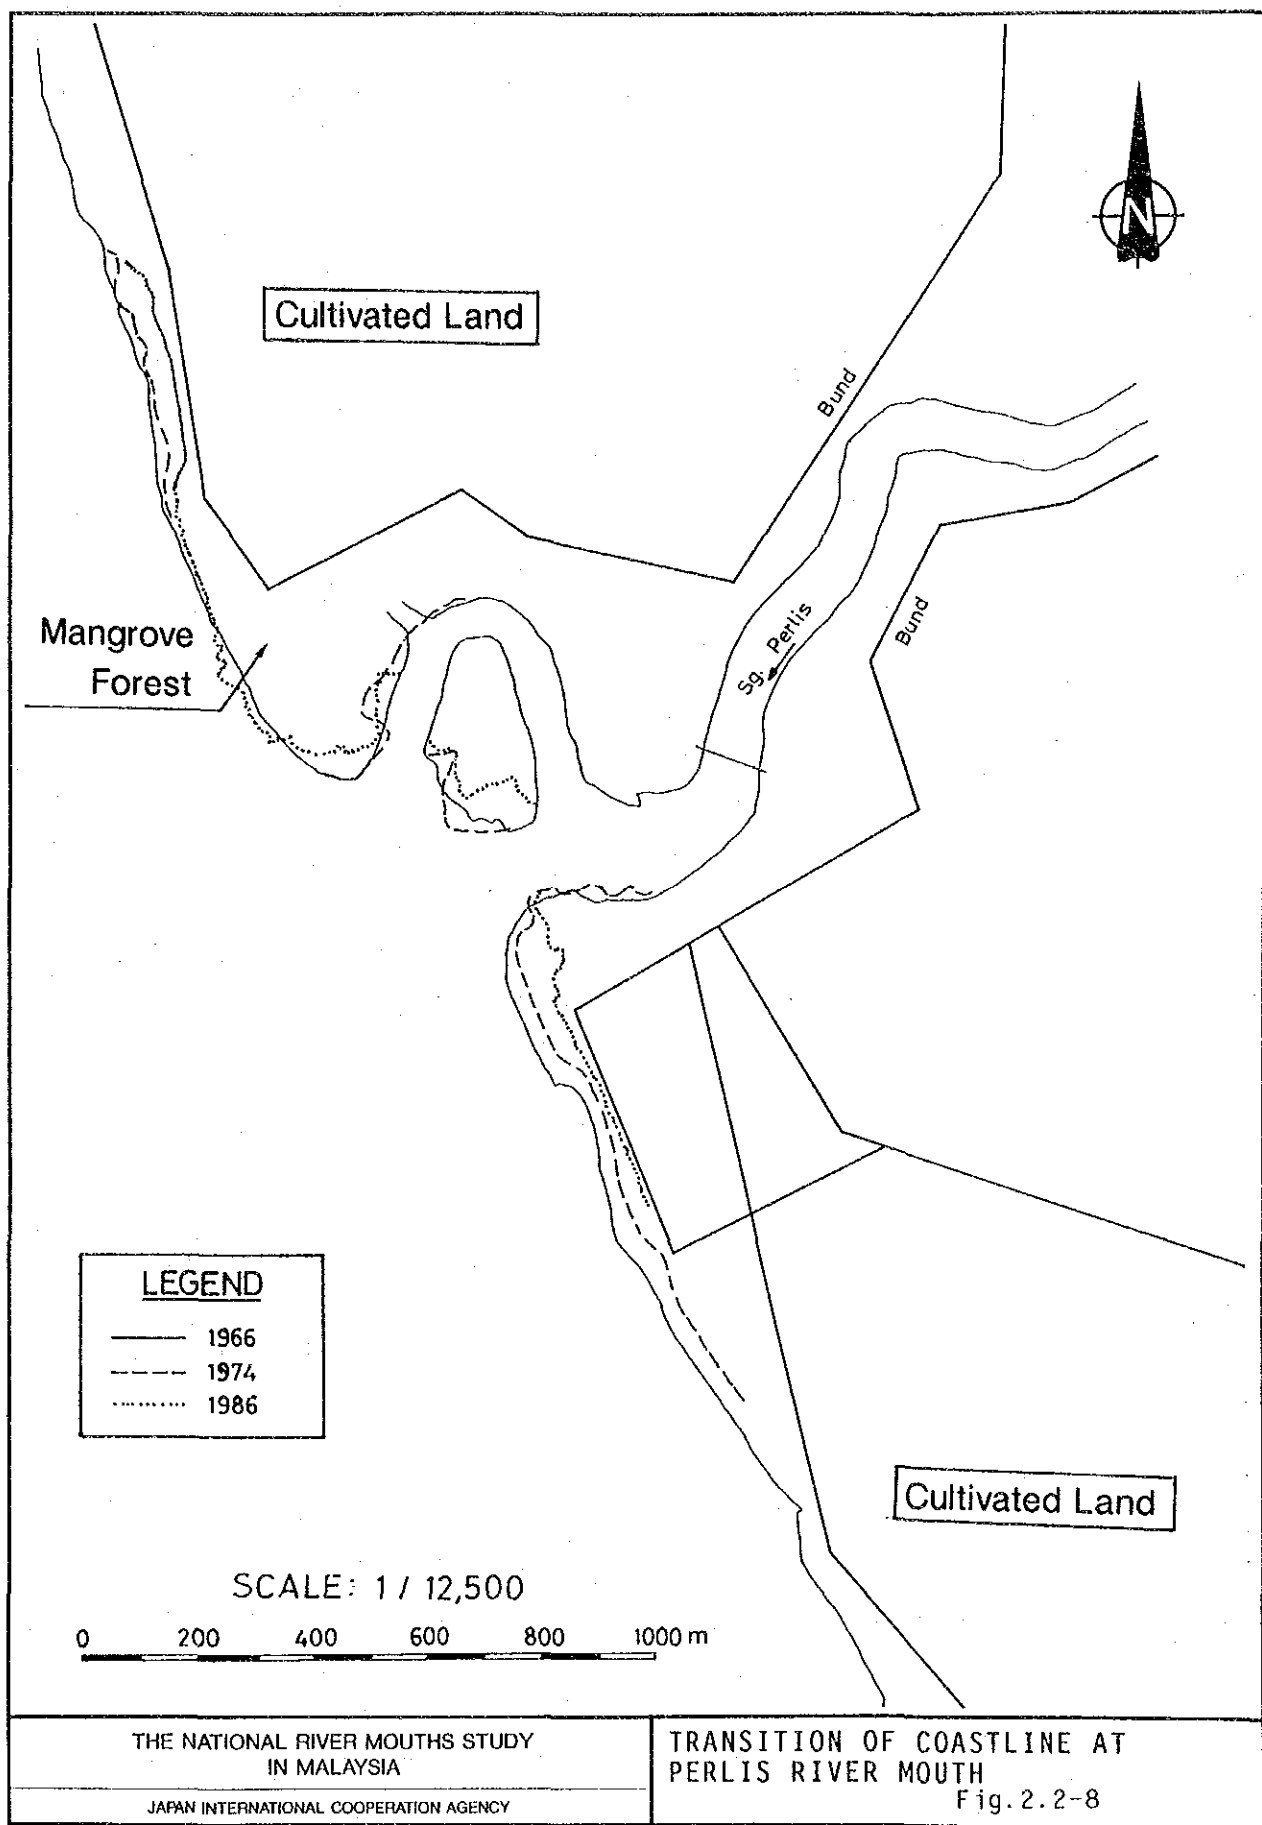 N
Cultivated Land
Bund
Sg. Perlis
Bund
Mangrove
Forest
LEGEND
1966
1974
1986
Cultivated Land
SCALE: 1 / 12,500
0 200 400 600 800 1000 m
THE NATIONAL RIVER MOUTHS STUDY
IN MALAYSIA
JAPAN INTERNATIONAL COOPERATION AGENCY
TRANSITION OF COASTLINE AT
PERLIS RIVER MOUTH
Fig. 2.2-8